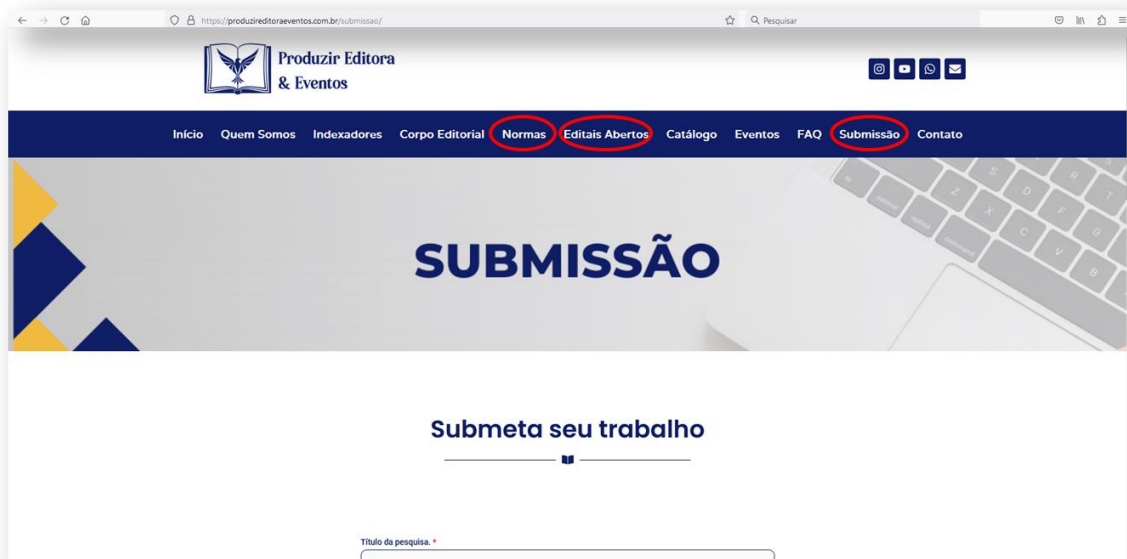 https://produzireditoraeventos.com.br/submissao/
Pesquisar
Produzir Editora
& Eventos
Início Quem Somos Indexadores Corpo Editorial Normas Editais Abertos Catálogo Eventos FAQ Submissão Contato
SUBMISSÃO
Submeta seu trabalho
Título da pesquisa. *